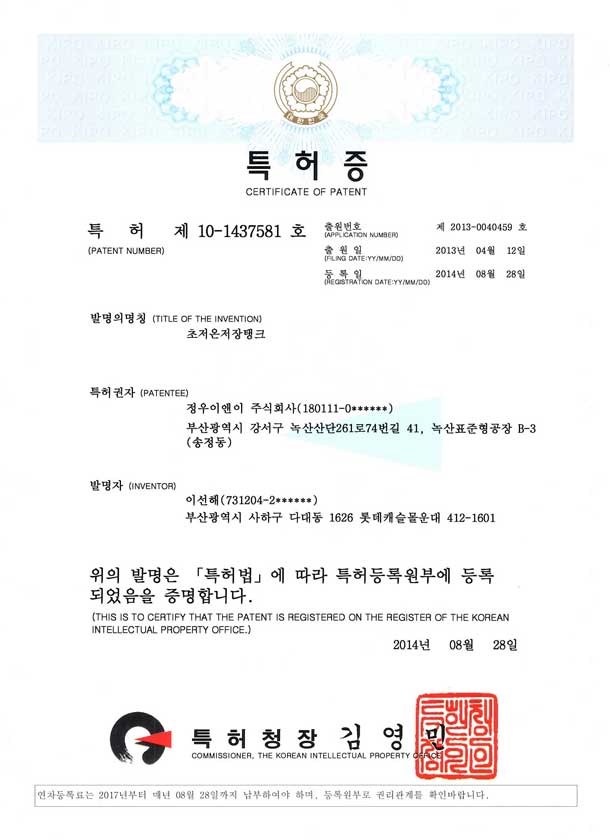 KIPO KIPO KIPO KIPO KIPO KIPO
대한민국
특허증
CERTIFICATE OF PATENT
특 허 제 10-1437581 호
(PATENT NUMBER)
출원번호 제 2013-0040459 호
(APPLICATION NUMBER)
출 원 일 2013년 04월 12일
(FILING DATE:YY/MM/DD)
등 록 일 2014년 08월 28일
(REGISTRATION DATE:YY/MM/DD)
발명의명칭 (TITLE OF THE INVENTION)
초저온저장탱크
특허권자 (PATENTEE)
정우이앤이 주식회사(180111-0******)
부산광역시 강서구 녹산산단261로74번길 41, 녹산표준형공장 B-3
(송정동)
발명자 (INVENTOR)
이선해(731204-2******)
부산광역시 사하구 다대동 1626 롯데캐슬몰운대 412-1601
위의 발명은 「특허법」에 따라 특허등록원부에 등록
되었음을 증명합니다.
(THIS IS TO CERTIFY THAT THE PATENT IS REGISTERED ON THE REGISTER OF THE KOREAN
INTELLECTUAL PROPERTY OFFICE.)
2014년 08월 28일
특허청장 김영민
COMMISSIONER, THE KOREAN INTELLECTUAL PROPERTY OFFICE
연차등록료는 2017년부터 매년 08월 28일까지 납부하여야 하며, 등록원부로 권리관계를 확인바랍니다.